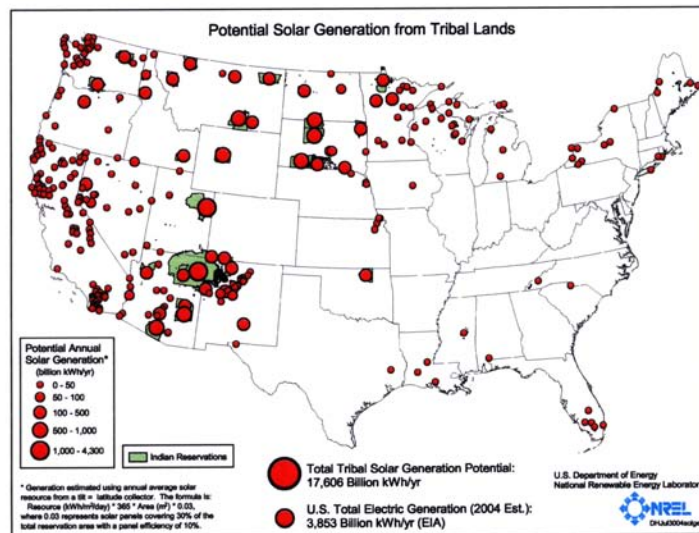 Potential Solar Generation from Tribal Lands
Potential Annual
Solar Generation*
(billion kWh/yr)
0 - 50
50 - 100
100 - 500
500 - 1,000
1,000 - 4,300
Indian Reservations
* Generation estimated using annual average solar
resource from a tilt = latitude collector. The formula is:
Resource (kWh/m²/day) * 365 * Area (m²) * 0.03,
where 0.03 represents solar panels covering 30% of the
total reservation area with a panel efficiency of 10%.
Total Tribal Solar Generation Potential:
17,606 Billion kWh/yr
U.S. Total Electric Generation (2004 Est.):
3,853 Billion kWh/yr (EIA)
U.S. Department of Energy
National Renewable Energy Laboratory
NREL